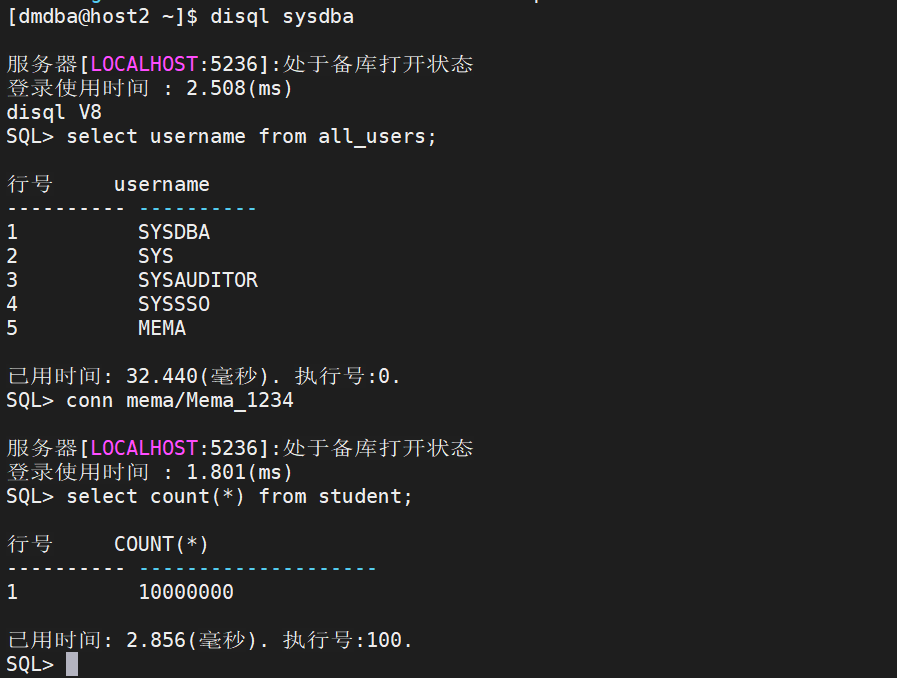 [dmdba@host2 ~]$ disql sysdba
服务器[LOCALHOST:5236]:处于备库打开状态
登录使用时间 : 2.508(ms)
disql V8
SQL> select username from all_users;
行号     username
---------- ----------
1          SYSDBA
2          SYS
3          SYSAUDITOR
4          SYSSSO
5          MEMA
已用时间: 32.440(毫秒). 执行号:0.
SQL> conn mema/Mema_1234
服务器[LOCALHOST:5236]:处于备库打开状态
登录使用时间 : 1.801(ms)
SQL> select count(*) from student;
行号     COUNT(*)
---------- --------------------
1          10000000
已用时间: 2.856(毫秒). 执行号:100.
SQL>